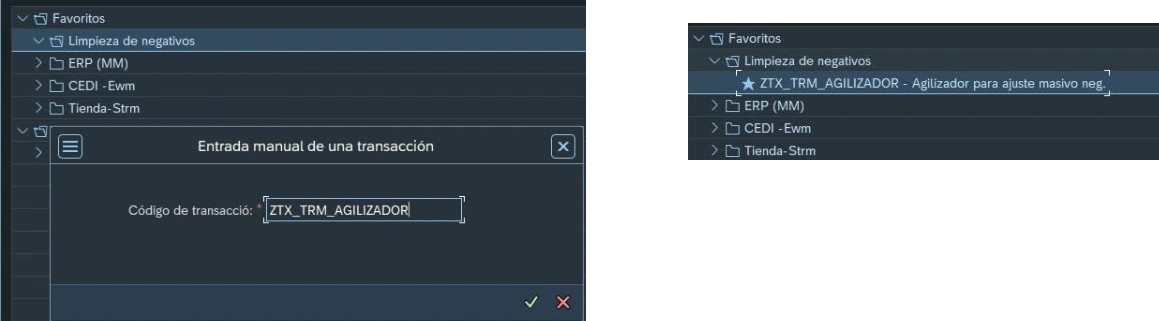 Favoritos
Limpieza de negativos
ERP (MM)
CEDI -Ewm
Tienda-Strm
Entrada manual de una transacción
Código de transacció: * ZTX_TRM_AGILIZADOR
Favoritos
Limpieza de negativos
ZTX_TRM_AGILIZADOR - Agilizador para ajuste masivo neg.
ERP (MM)
CEDI -Ewm
Tienda-Strm